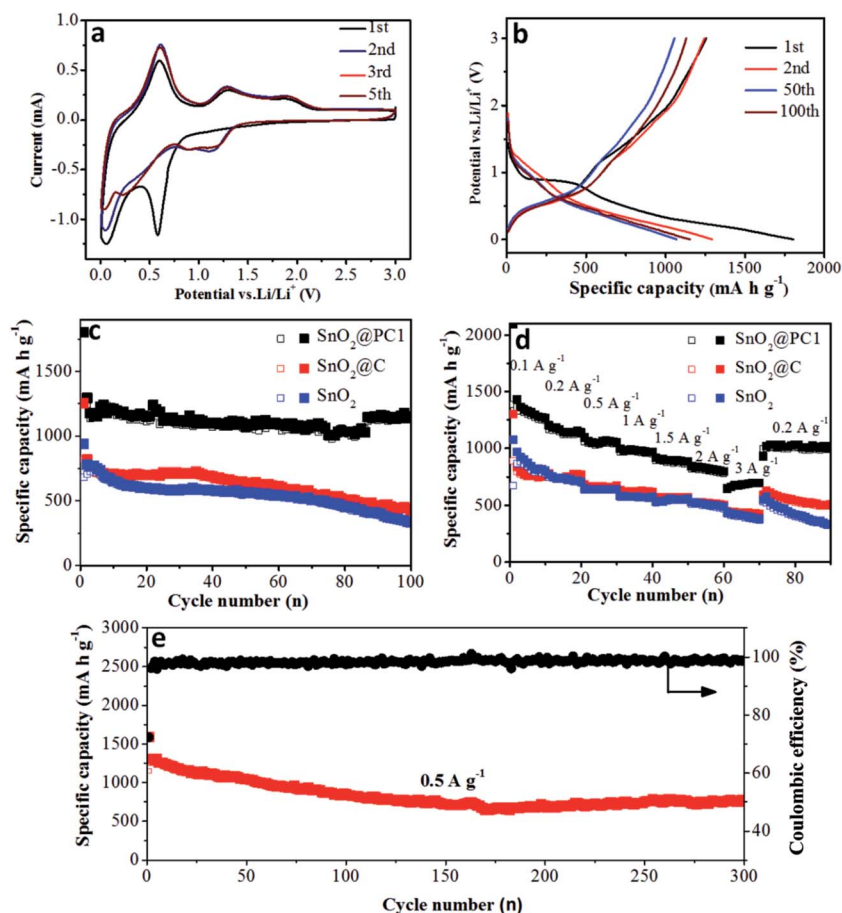 a
1st
2nd
3rd
5th
1.0
0.5
0.0
-0.5
-1.0
Current (mA)
0.0 0.5 1.0 1.5 2.0 2.5 3.0
Potential vs.Li/Li⁺ (V)
b
1st
2nd
50th
100th
3
2
1
0
Potential vs.Li/Li⁺ (V)
0 500 1000 1500 2000
Specific capacity (mA h g⁻¹)
c
SnO₂@PC1
SnO₂@C
SnO₂
1500
1000
500
0
Specific capacity (mA h g⁻¹)
0 20 40 60 80 100
Cycle number (n)
d
SnO₂@PC1
SnO₂@C
SnO₂
0.1 A g⁻¹
0.2 A g⁻¹
0.5 A g⁻¹
1 A g⁻¹
1.5 A g⁻¹
2 A g⁻¹
3 A g⁻¹
0.2 A g⁻¹
2000
1500
1000
500
0
Specific capacity (mA h g⁻¹)
0 20 40 60 80
Cycle number (n)
e
3000
2500
2000
1500
1000
500
0
Specific capacity (mA h g⁻¹)
0.5 A g⁻¹
100
80
60
40
Coulombic efficiency (%)
0 50 100 150 200 250 300
Cycle number (n)